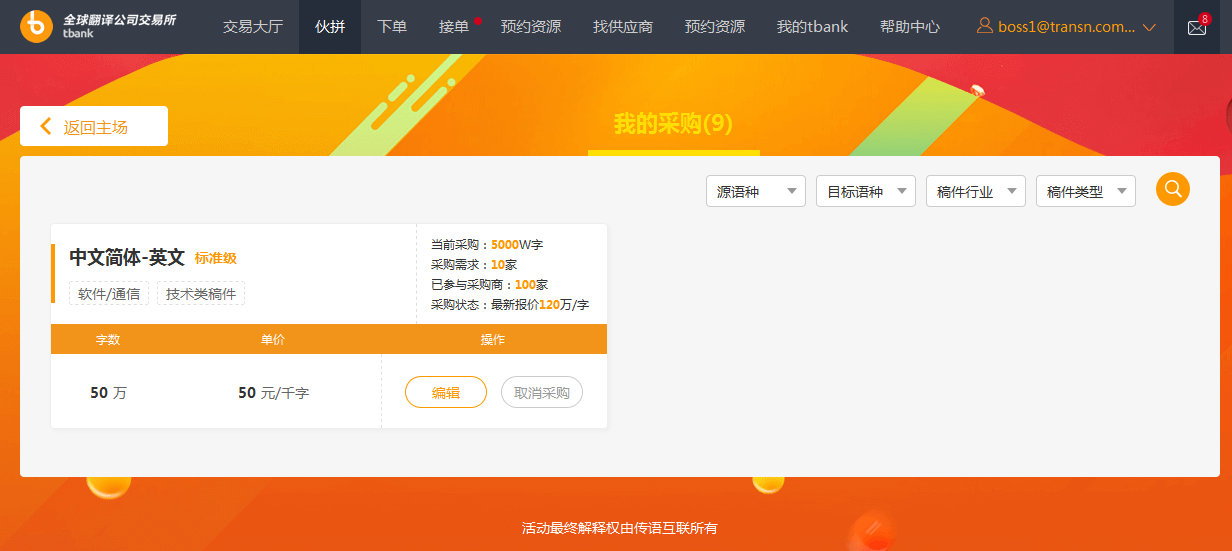 全球翻译公司交易所
tbank
交易大厅 伙拼 下单 接单 预约资源 找供应商 预约资源 我的tbank 帮助中心 boss1@transn.com... 8
返回主场
我的采购(9)
源语种 目标语种 稿件行业 稿件类型
中文简体-英文 标准级
软件/通信 技术类稿件
当前采购：5000W字
采购需求：10家
已参与采购商：100家
采购状态：最新报价120万/字
字数 单价 操作
50 万 50 元/千字 编辑 取消采购
活动最终解释权由传语互联所有